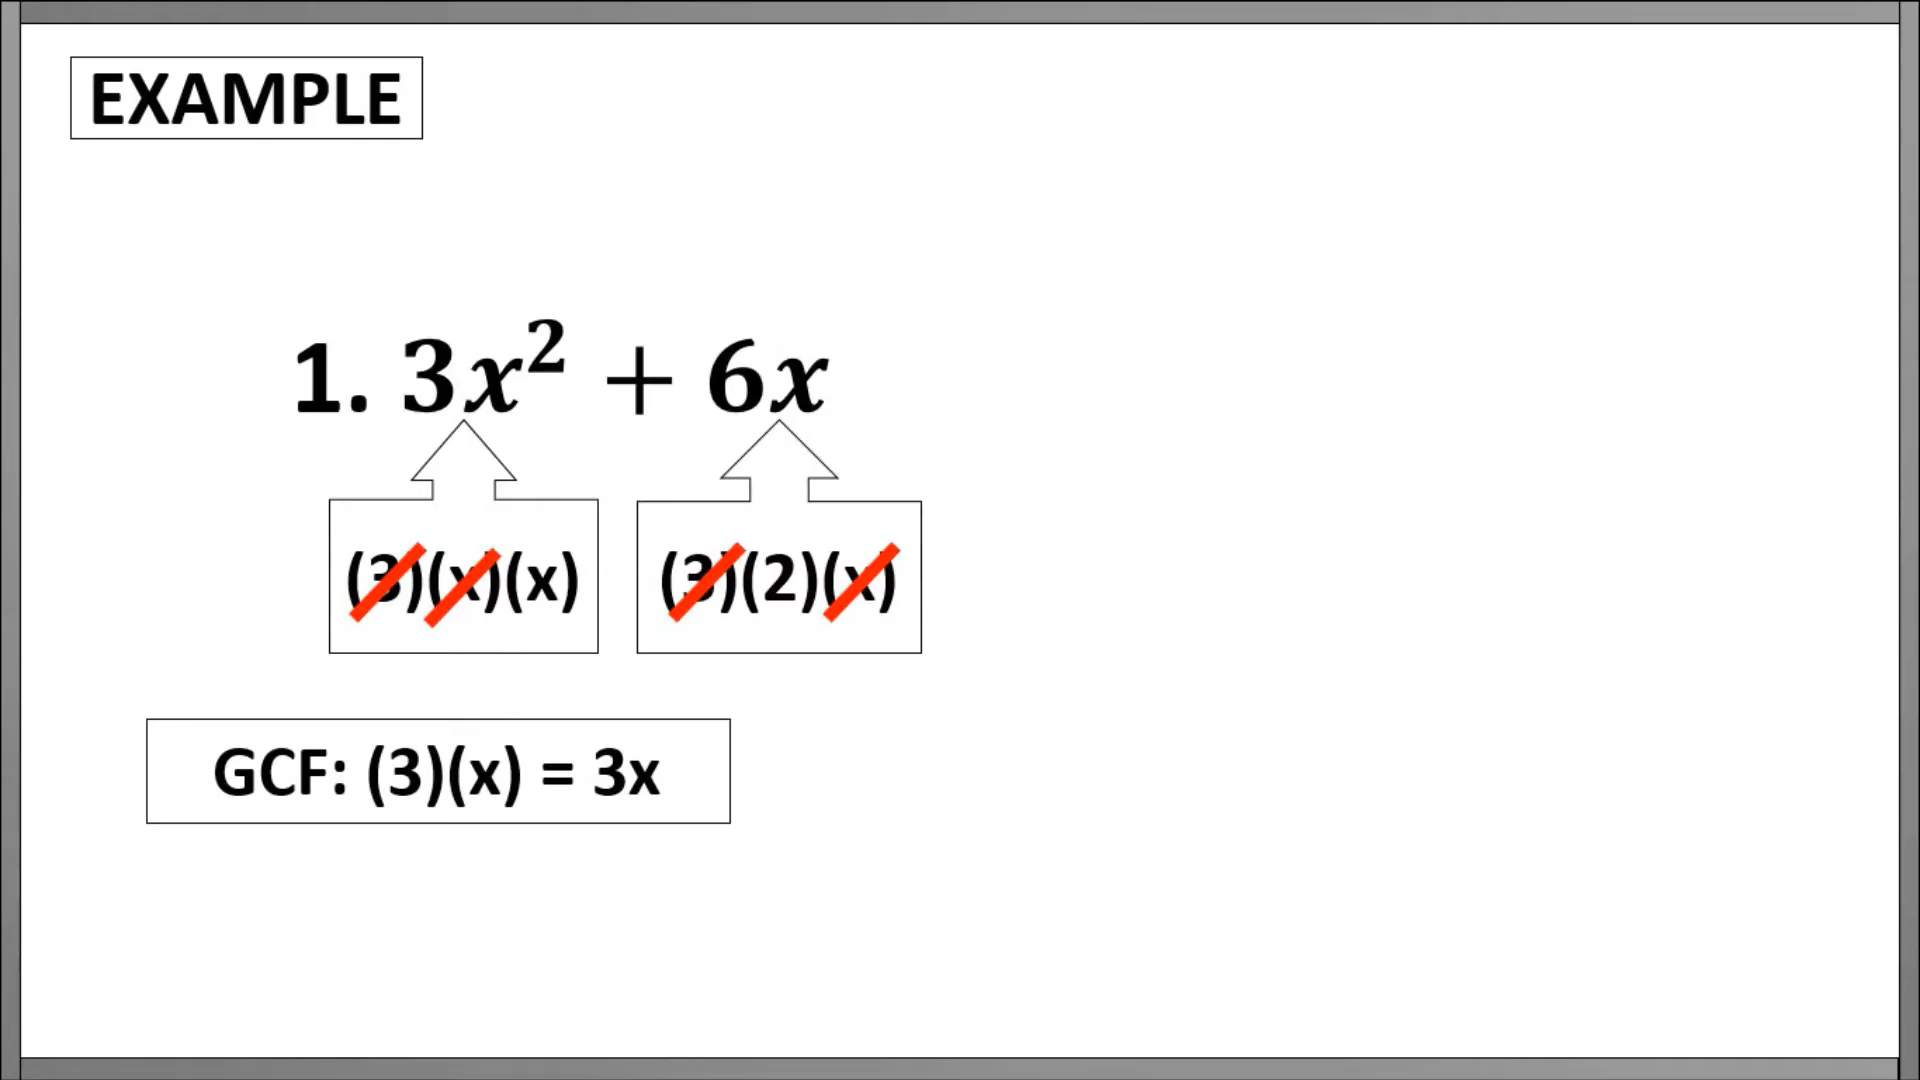 EXAMPLE
1. 3x² + 6x
(3)(x)(x) (3)(2)(x)
GCF: (3)(x) = 3x